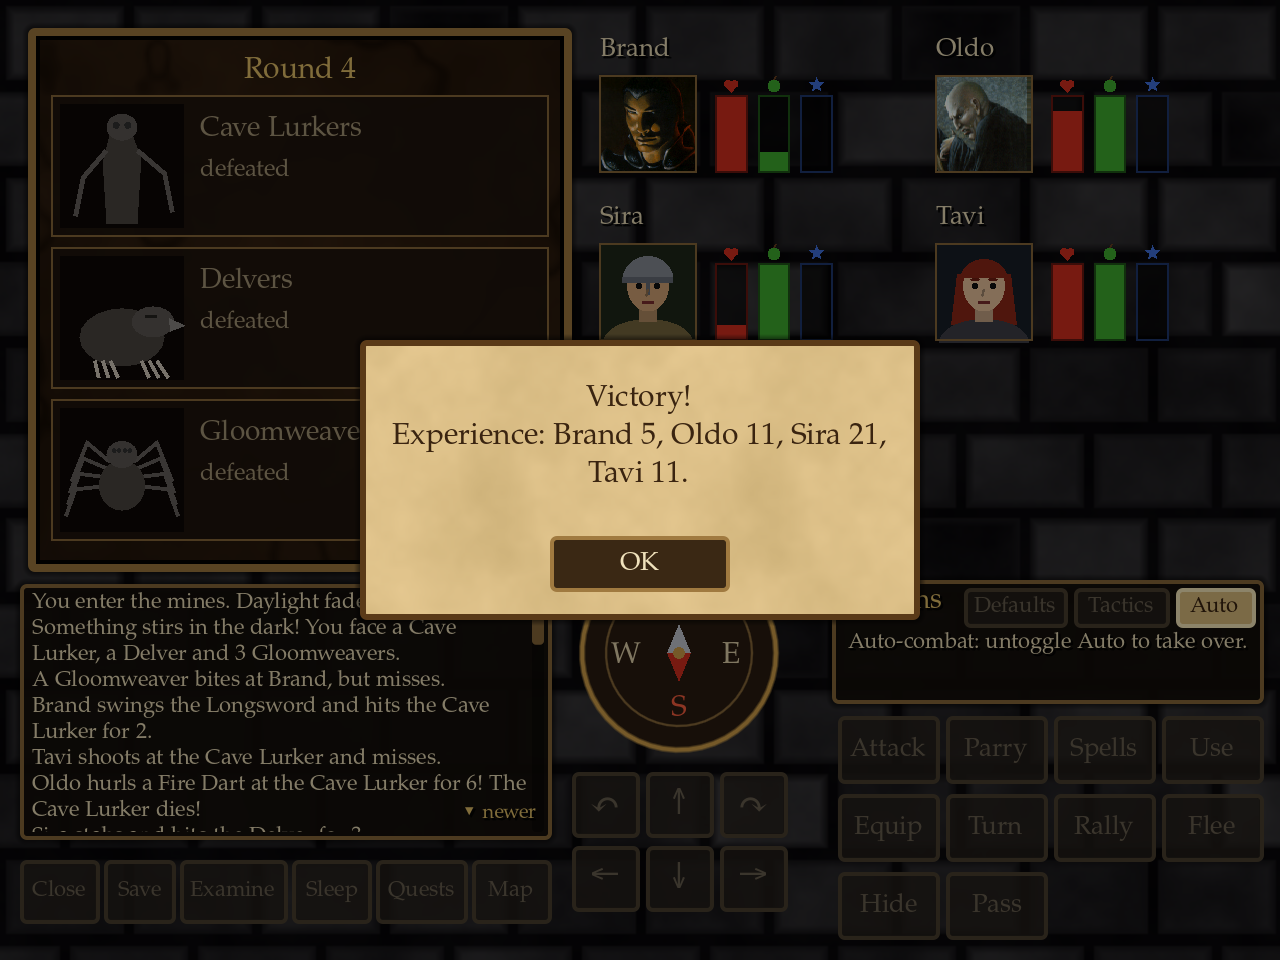 Round 4
Cave Lurkers
defeated
Delvers
defeated
Gloomweave
defeated
Brand
Oldo
Sira
Tavi
Victory!
Experience: Brand 5, Oldo 11, Sira 21,
Tavi 11.
OK
You enter the mines. Daylight fade
Something stirs in the dark! You face a Cave
Lurker, a Delver and 3 Gloomweavers.
A Gloomweaver bites at Brand, but misses.
Brand swings the Longsword and hits the Cave
Lurker for 2.
Tavi shoots at the Cave Lurker and misses.
Oldo hurls a Fire Dart at the Cave Lurker for 6! The
Cave Lurker dies!
▼ newer
Close Save Examine Sleep Quests Map
W E
S
ns Defaults Tactics Auto
Auto-combat: untoggle Auto to take over.
Attack Parry Spells Use
Equip Turn Rally Flee
Hide Pass